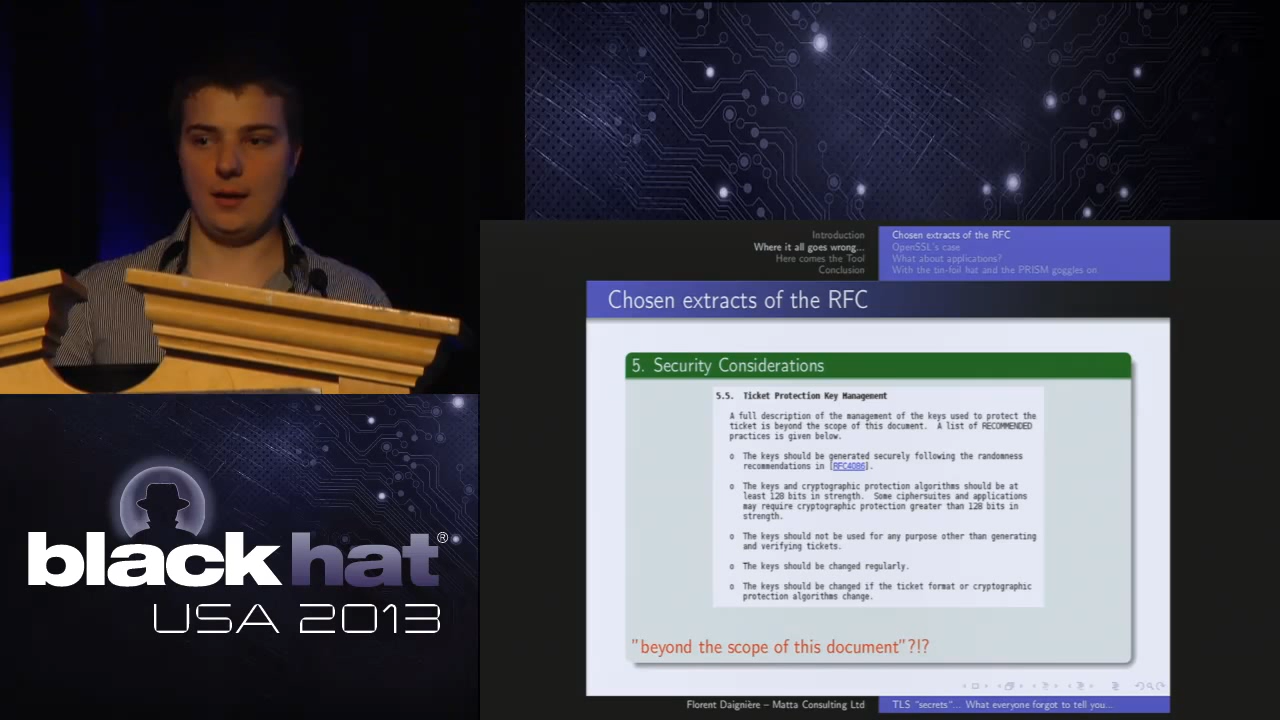 Introduction
Where it all goes wrong...
Here comes the Tool
Conclusion
Chosen extracts of the RFC
OpenSSL's case
What about applications?
With the tin-foil hat and the PRISM goggles on
Chosen extracts of the RFC
5. Security Considerations
5.5. Ticket Protection Key Management
A full description of the management of the keys used to protect the
ticket is beyond the scope of this document. A list of RECOMMENDED
practices is given below.
o The keys should be generated securely following the randomness
recommendations in [RFC4086].
o The keys and cryptographic protection algorithms should be at
least 128 bits in strength. Some ciphersuites and applications
may require cryptographic protection greater than 128 bits in
strength.
o The keys should not be used for any purpose other than generating
and verifying tickets.
o The keys should be changed regularly.
o The keys should be changed if the ticket format or cryptographic
protection algorithms change.
"beyond the scope of this document"?!?
Florent Daignière – Matta Consulting Ltd
TLS "secrets"... What everyone forgot to tell you...
blackhat®
USA 2013